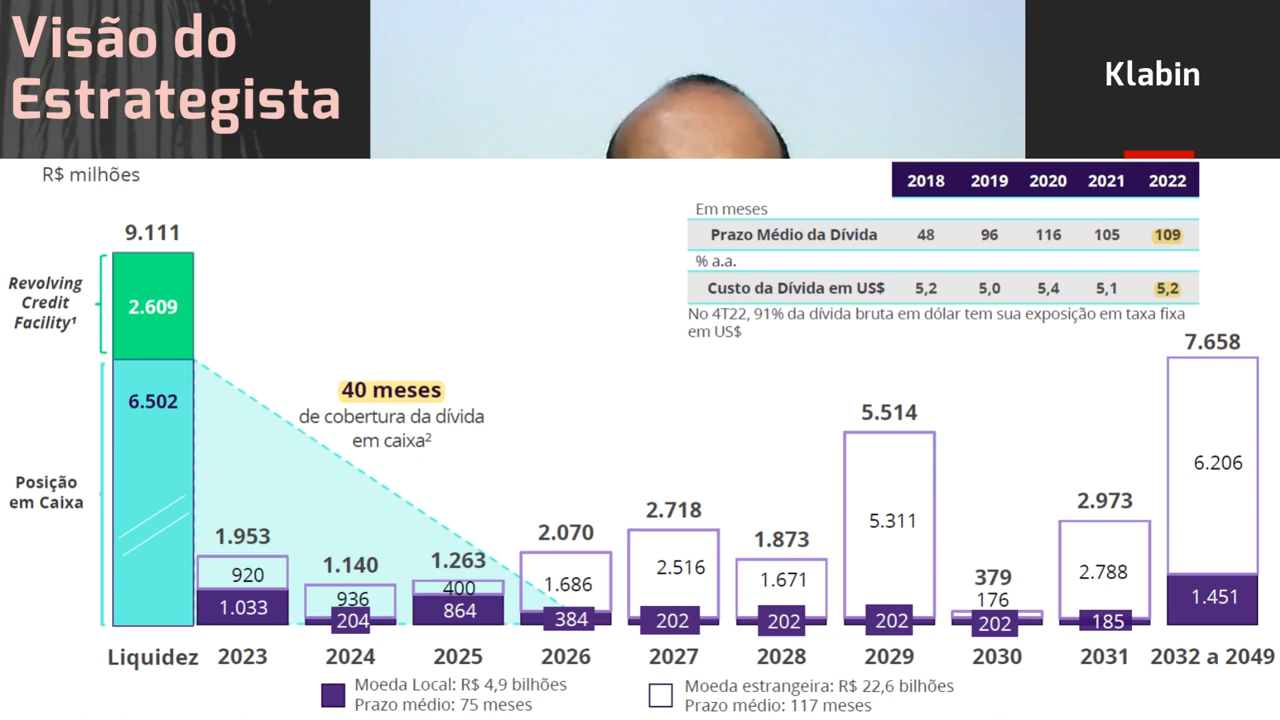 Visão do
Estrategista
Klabin
R$ milhões
2018 2019 2020 2021 2022
Em meses
Prazo Médio da Dívida 48 96 116 105 109
% a.a.
Custo da Dívida em US$ 5,2 5,0 5,4 5,1 5,2
No 4T22, 91% da dívida bruta em dólar tem sua exposição em taxa fixa
em US$
9.111
Revolving
Credit
Facility¹
2.609
6.502
Posição
em Caixa
40 meses
de cobertura da dívida
em caixa²
1.953
920
1.033
1.140
936
204
1.263
400
864
2.070
1.686
384
2.718
2.516
202
1.873
1.671
202
5.514
5.311
202
379
176
202
2.973
2.788
185
7.658
6.206
1.451
Liquidez 2023 2024 2025 2026 2027 2028 2029 2030 2031 2032 a 2049
Moeda Local: R$ 4,9 bilhões
Prazo médio: 75 meses
Moeda estrangeira: R$ 22,6 bilhões
Prazo médio: 117 meses